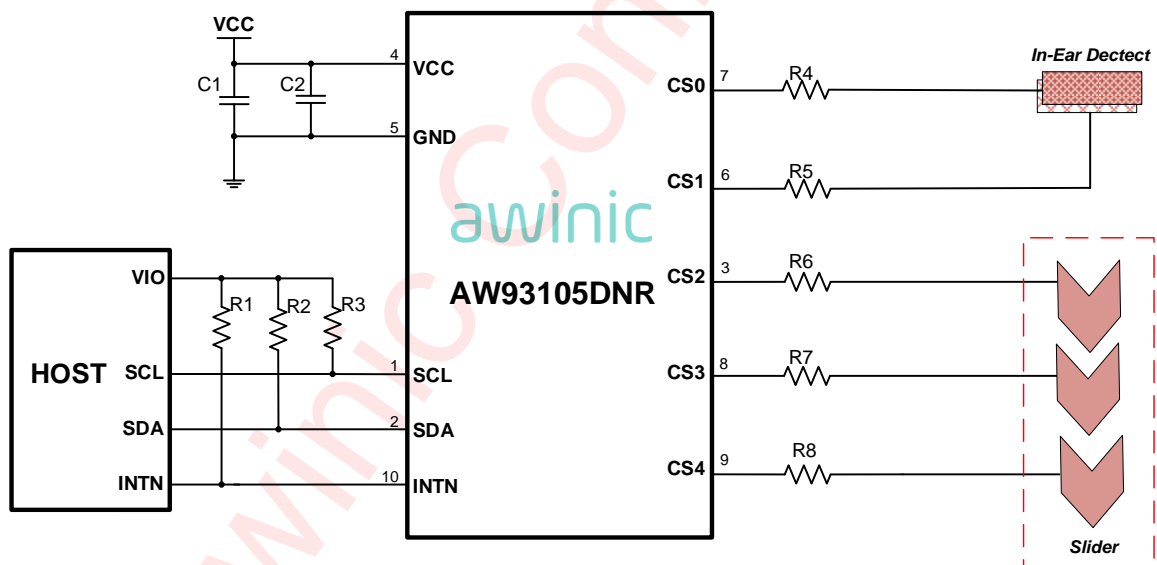 VCC
C1
C2
4
VCC
5
GND
awinic
AW93105DNR
HOST
VIO
SCL
SDA
INTN
R1
R2
R3
1
SCL
2
SDA
10
INTN
CS0
7
R4
In-Ear Dectect
CS1
6
R5
CS2
3
R6
CS3
8
R7
CS4
9
R8
Slider
winic Con